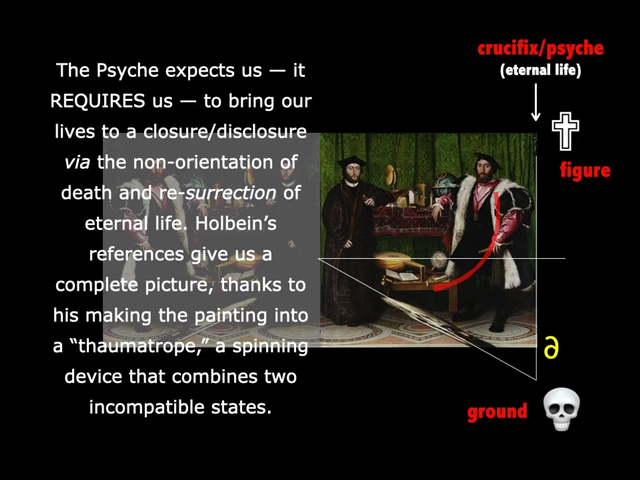 The Psyche expects us — it
REQUIRES us — to bring our
lives to a closure/disclosure
via the non-orientation of
death and re-surrection of
eternal life. Holbein’s
references give us a
complete picture, thanks to
his making the painting into
a “thaumatrope,” a spinning
device that combines two
incompatible states.
crucifix/psyche
(eternal life)
figure
∂
ground